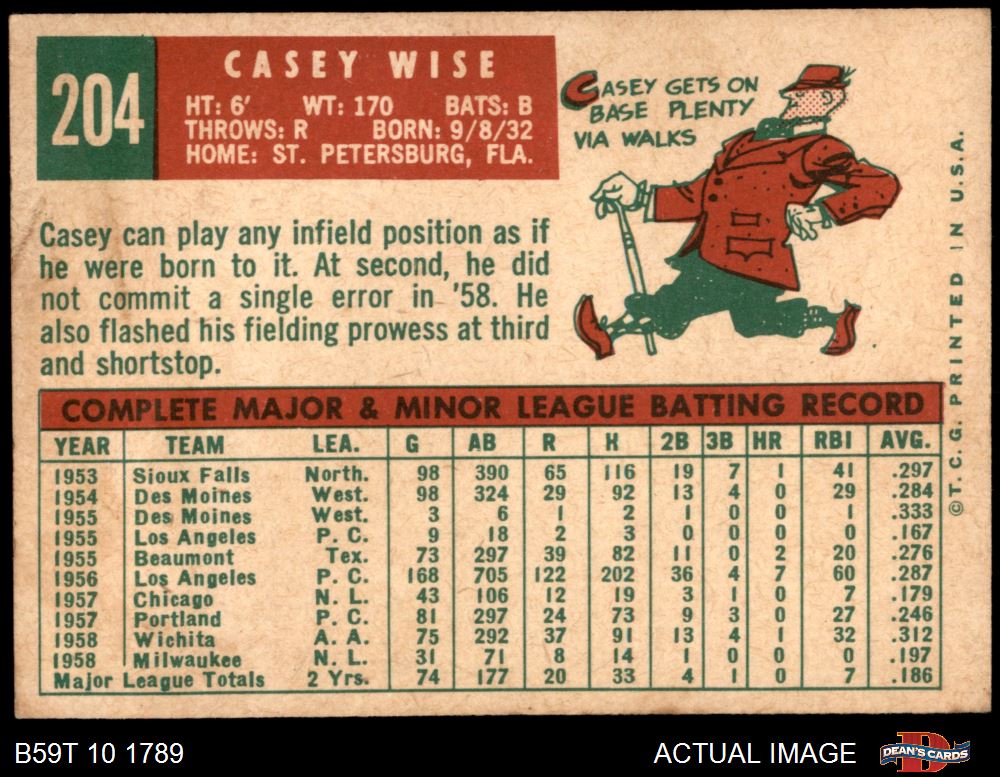 204
CASEY WISE
HT: 6' WT: 170 BATS: B
THROWS: R BORN: 9/8/32
HOME: ST. PETERSBURG, FLA.
CASEY GETS ON
BASE PLENTY
VIA WALKS
Casey can play any infield position as if
he were born to it. At second, he did
not commit a single error in '58. He
also flashed his fielding prowess at third
and shortstop.
COMPLETE MAJOR & MINOR LEAGUE BATTING RECORD
YEAR TEAM LEA. G AB R H 2B 3B HR RBI AVG.
1953 Sioux Falls North. 98 390 65 116 19 7 1 41 .297
1954 Des Moines West. 98 324 29 92 13 4 0 29 .284
1955 Des Moines West. 3 6 1 2 1 0 0 1 .333
1955 Los Angeles P. C. 9 18 2 3 0 0 0 0 .167
1955 Beaumont Tex. 73 297 39 82 11 0 2 20 .276
1956 Los Angeles P. C. 168 705 122 202 36 4 7 60 .287
1957 Chicago N. L. 43 106 12 19 3 1 0 7 .179
1957 Portland P. C. 81 297 24 73 9 3 0 27 .246
1958 Wichita A. A. 75 292 37 91 13 4 1 32 .312
1958 Milwaukee N. L. 31 71 8 14 1 0 0 0 .197
Major League Totals 2 Yrs. 74 177 20 33 4 1 0 7 .186
©T. C. G. PRINTED IN U.S.A.
B59T 10 1789
ACTUAL IMAGE
DEAN'S CARDS